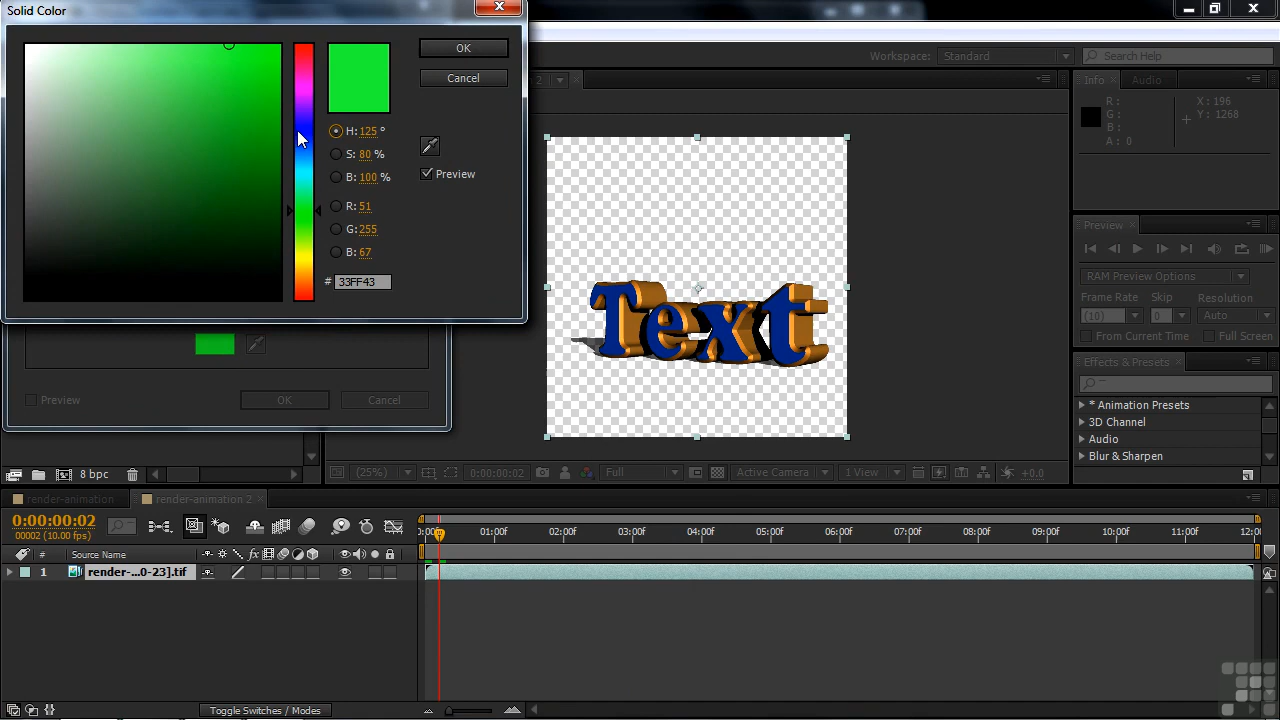 Solid Color
OK
Cancel
H: 125 °
S: 80 %
B: 100 %
Preview
R: 51
G: 255
B: 67
# 33FF43
Preview
OK
Cancel
8 bpc
2
Workspace: Standard
Search Help
Info
Audio
R :
G :
B :
A : 0
X : 196
Y : 1268
Preview
RAM Preview Options
Frame Rate
Skip
Resolution
(10)
0
Auto
From Current Time
Full Screen
Effects & Presets
* Animation Presets
3D Channel
Audio
Blur & Sharpen
Text
(25%)
0:00:00:02
Full
Active Camera
1 View
+0.0
render-animation
render-animation 2
0:00:00:02
00002 (10.00 fps)
:00f
01:00f
02:00f
03:00f
04:00f
05:00f
06:00f
07:00f
08:00f
09:00f
10:00f
11:00f
12:00
#
Source Name
1
render-...0-23].tif
Toggle Switches / Modes